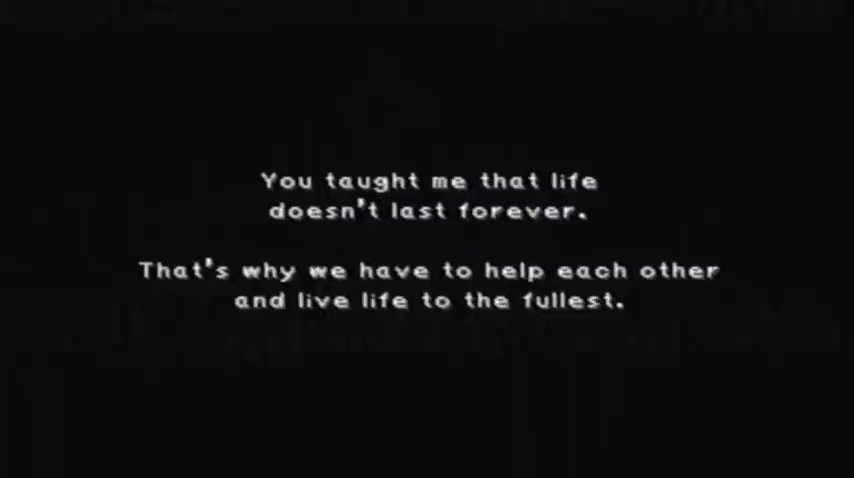 You taught me that life
doesn't last forever.
That's why we have to help each other
and live life to the fullest.